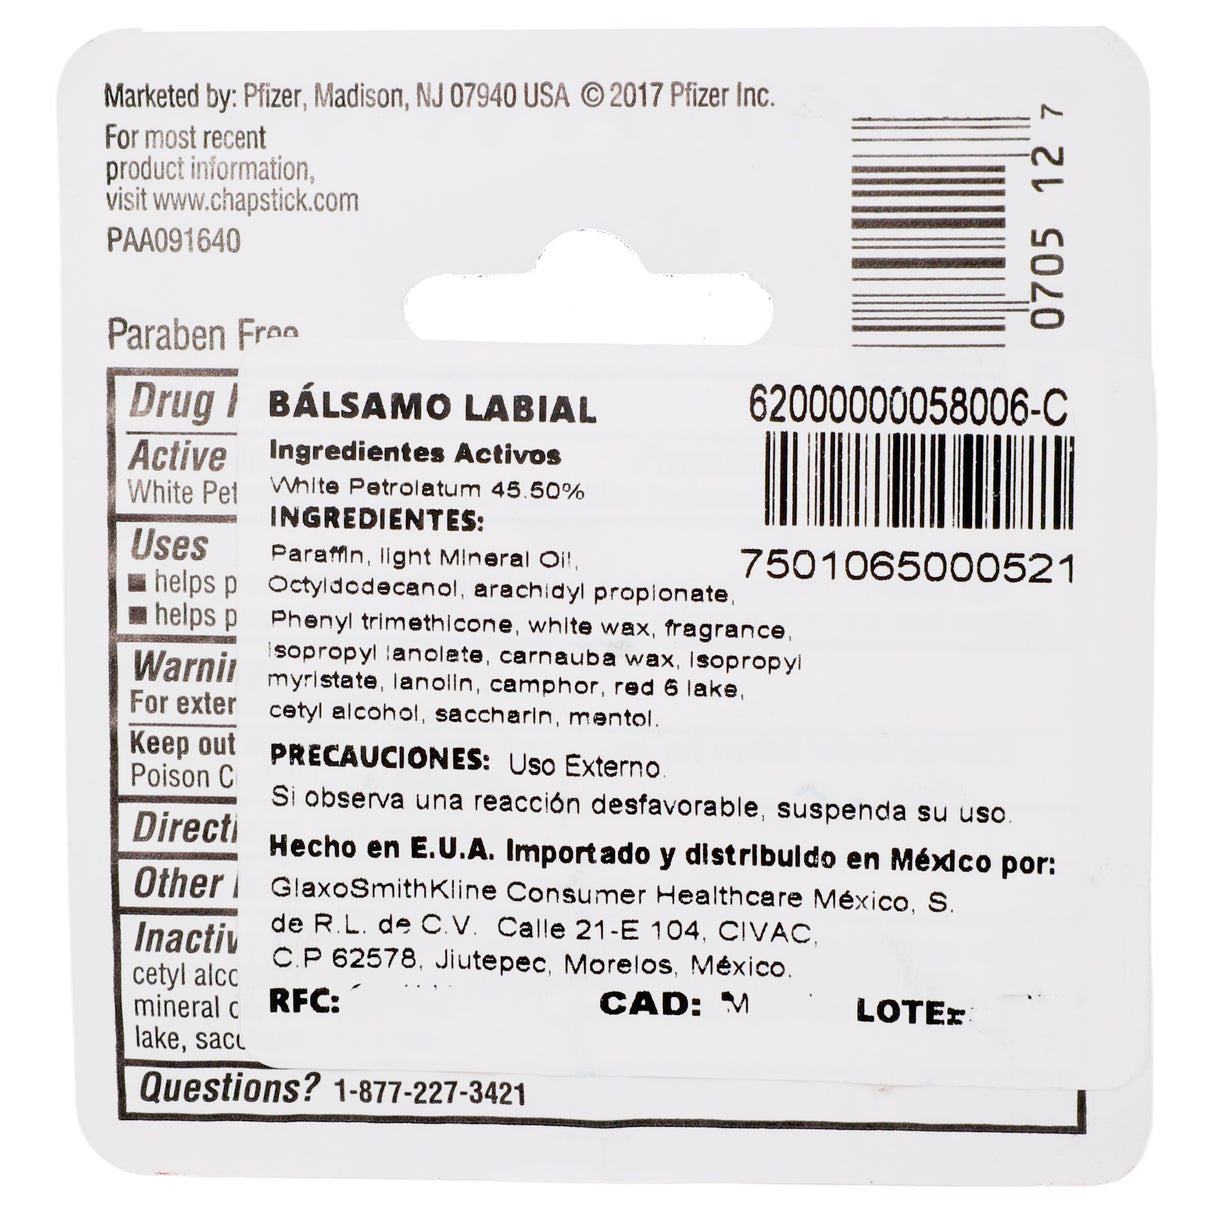 Marketed by: Pfizer, Madison, NJ 07940 USA © 2017 Pfizer Inc.
For most recent
product information,
visit www.chapstick.com
PAA091640
0705 12 7
Paraben Free
Drug
Active
White Pet
Uses
■ helps p
■ helps p
Warnin
For exter
Keep out
Poison C
Directi
Other
Inactiv
cetyl alco
mineral o
lake, sacc
Questions? 1-877-227-3421
BÁLSAMO LABIAL
Ingredientes Activos
White Petrolatum 45.50%
INGREDIENTES:
Paraffin, light Mineral Oil,
Octyldodecanol, arachidyl propionate,
Phenyl trimethicone, white wax, fragrance,
isopropyl lanolate, carnauba wax, Isopropyl
myristate, lanolin, camphor, red 6 lake,
cetyl alcohol, saccharin, mentol.
62000000058006-C
7501065000521
PRECAUCIONES: Uso Externo.
Si observa una reacción desfavorable, suspenda su uso.
Hecho en E.U.A. Importado y distribuido en México por:
GlaxoSmithKline Consumer Healthcare México, S.
de R.L. de C.V. Calle 21-E 104, CIVAC,
C.P 62578, Jiutepec, Morelos, México.
RFC: CAD: LOTE: